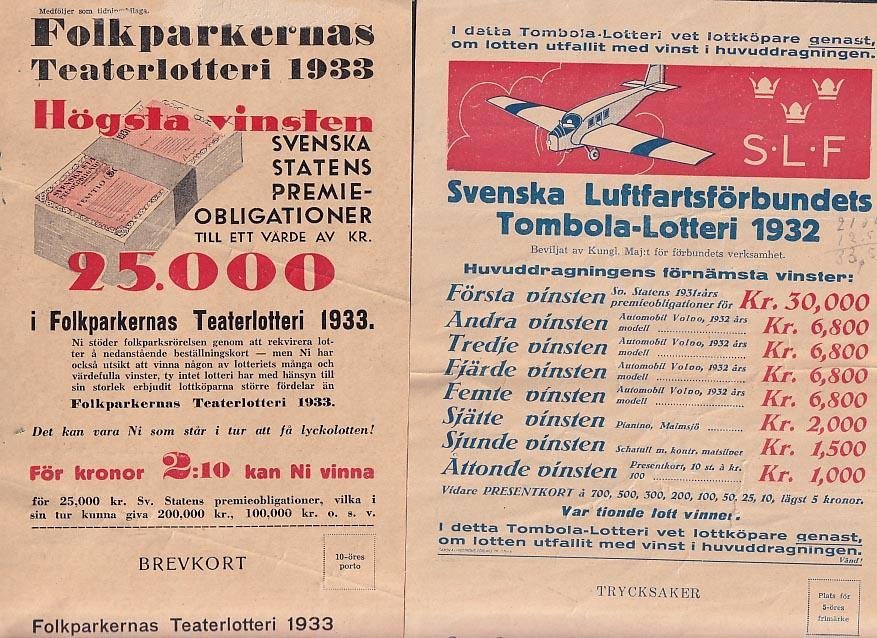 Medföljer som tidningsbilaga.
Folkparkernas
Teaterlotteri 1933
Högsta vinsten
SVENSKA
STATENS
PREMIE-
OBLIGATIONER
TILL ETT VÄRDE AV KR.
25.000
i Folkparkernas Teaterlotteri 1933.
Ni stöder folkparksrörelsen genom att rekvirera lot-
ter å nedanstående beställningskort — men Ni har
också utsikt att vinna någon av lotteriets många och
värdefulla vinster, ty intet lotteri har med hänsyn till
sin storlek erbjudit lottköparna större fördelar än
Folkparkernas Teaterlotteri 1933.
Det kan vara Ni som står i tur att få lyckolotten!
För kronor 2:10 kan Ni vinna
för 25,000 kr. Sv. Statens premieobligationer, vilka i
sin tur kunna giva 200,000 kr., 100,000 kr. o. s. v.
BREVKORT
10-öres
porto
Folkparkernas Teaterlotteri 1933
I detta Tombola-Lotteri vet lottköpare genast,
om lotten utfallit med vinst i huvuddragningen.
S·L·F
Svenska Luftfartsförbundets
Tombola-Lotteri 1932
Beviljat av Kungl. Maj:t för förbundets verksamhet.
Huvuddragningens förnämsta vinster:
Första vinsten Sv. Statens 1931-års premieobligationer för Kr. 30,000
Andra vinsten Automobil Volvo, 1932 års modell Kr. 6,800
Tredje vinsten Automobil Volvo, 1932 års modell Kr. 6,800
Fjärde vinsten Automobil Volvo, 1932 års modell Kr. 6,800
Femte vinsten Automobil Volvo, 1932 års modell Kr. 6,800
Sjätte vinsten Pianino, Malmsjö Kr. 2,000
Sjunde vinsten Schatull m. kontr. matsilver Kr. 1,500
Åttonde vinsten Presentkort, 10 st. à kr. 100 Kr. 1,000
Vidare PRESENTKORT à 700, 500, 300, 200, 100, 50, 25, 10, lägst 5 kronor.
Var tionde lott vinner.
I detta Tombola-Lotteri vet lottköpare genast,
om lotten utfallit med vinst i huvuddragningen.
Vänd!
TRYCKSAKER
Plats för
5-öres
frimärke